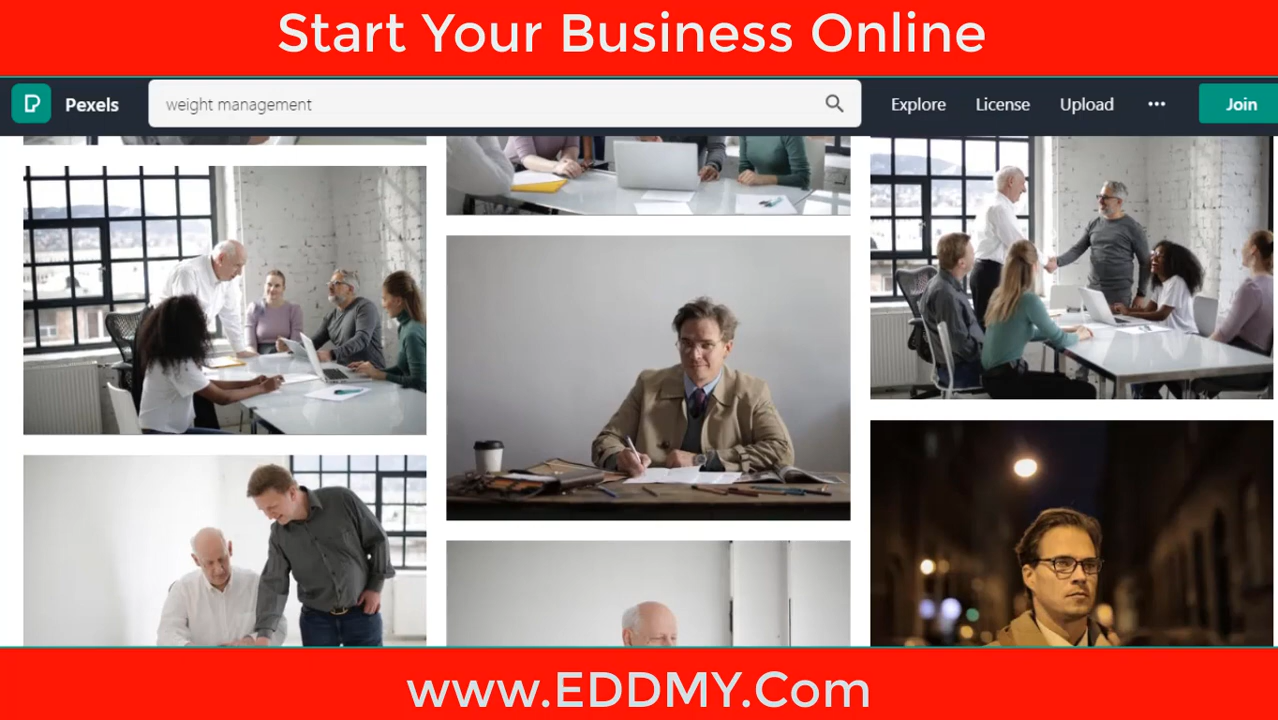 Start Your Business Online
Pexels
weight management
Explore
License
Upload
•••
Join
www.EDDMY.Com